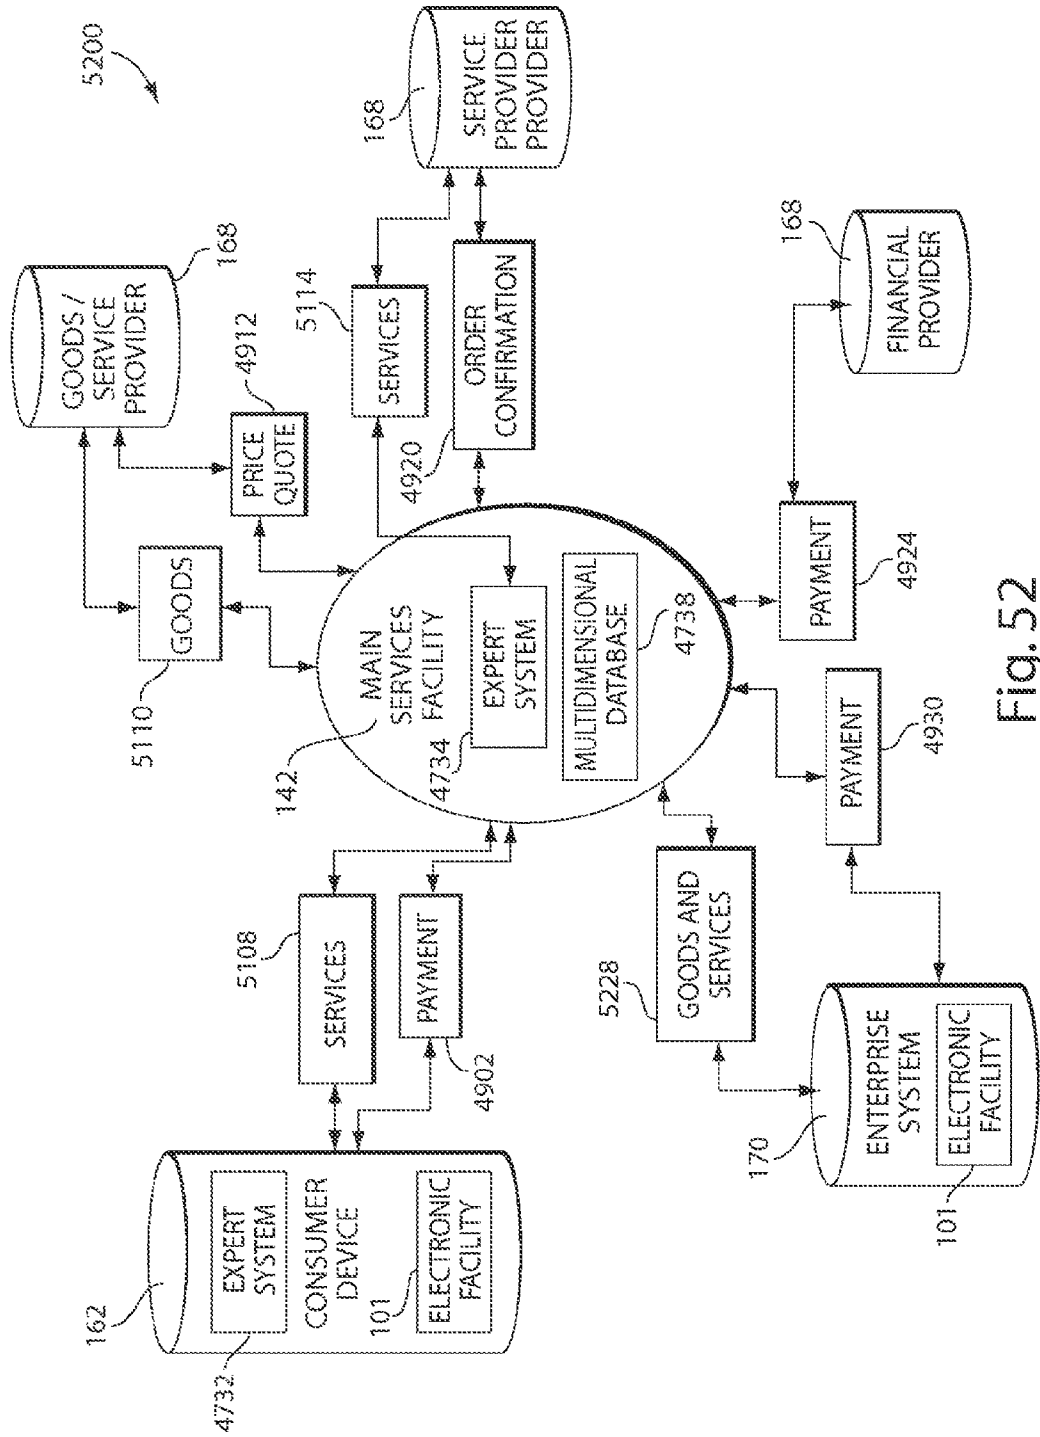 5200
GOODS /
SERVICE
PROVIDER
168
SERVICE
PROVIDER
PROVIDER
168
5110
GOODS
PRICE
QUOTE
4912
5114
SERVICES
ORDER
CONFIRMATION
4920
162
EXPERT
SYSTEM
4732
CONSUMER
DEVICE
101
ELECTRONIC
FACILITY
5108
SERVICES
PAYMENT
4902
142
MAIN
SERVICES
FACILITY
4734
EXPERT
SYSTEM
MULTIDIMENSIONAL
DATABASE
4738
168
FINANCIAL
PROVIDER
PAYMENT
4924
5228
GOODS AND
SERVICES
PAYMENT
4930
170
ENTERPRISE
SYSTEM
ELECTRONIC
FACILITY
101
Fig. 52